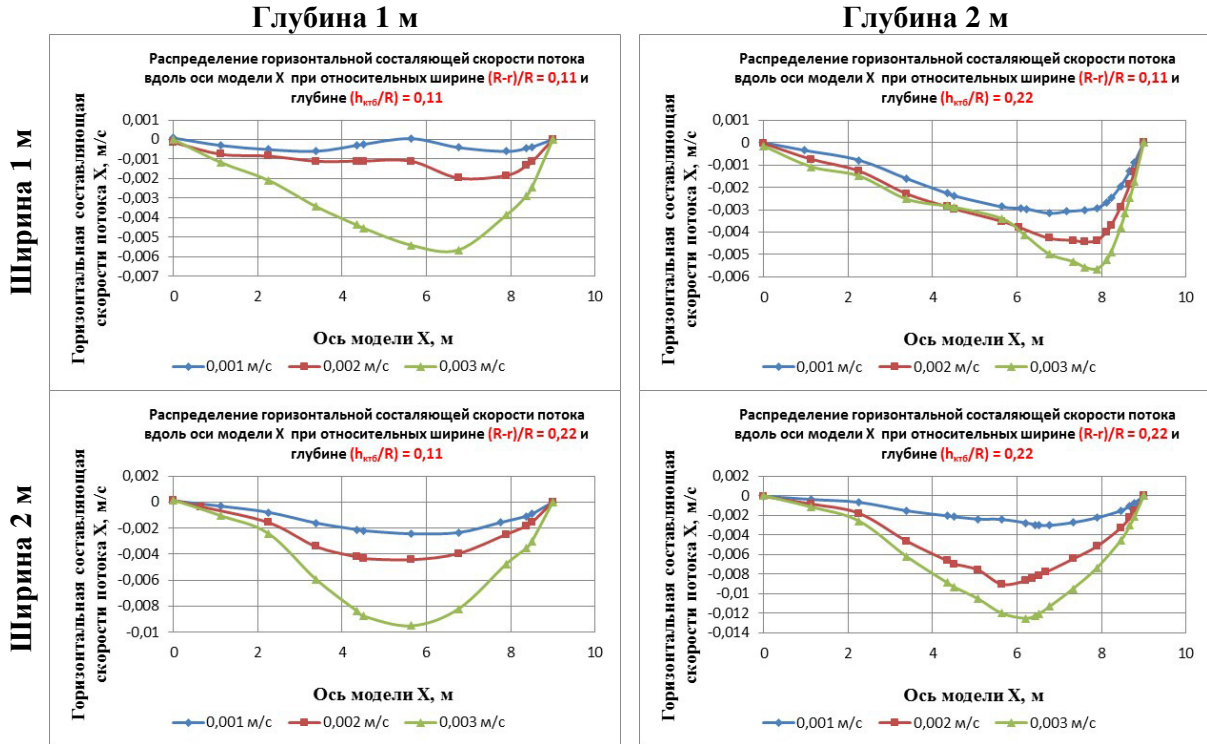 Глубина 1 м
Глубина 2 м
Ширина 1 м
Распределение горизонтальной состаляющей скорости потока
вдоль оси модели X при относительных ширине (R-r)/R = 0,11 и
глубине (hктб/R) = 0,11
Горизонтальная составляющая
скорости потока X, м/с
0,001
0
-0,001
-0,002
-0,003
-0,004
-0,005
-0,006
-0,007
0 2 4 6 8 10
Ось модели X, м
0,001 м/с 0,002 м/с 0,003 м/с
Распределение горизонтальной состаляющей скорости потока
вдоль оси модели X при относительных ширине (R-r)/R = 0,11 и
глубине (hктб/R) = 0,22
Горизонтальная составляющая
скорости потока X, м/с
0,001
0
-0,001
-0,002
-0,003
-0,004
-0,005
-0,006
0 2 4 6 8 10
Ось модели X, м
0,001 м/с 0,002 м/с 0,003 м/с
Ширина 2 м
Распределение горизонтальной состаляющей скорости потока
вдоль оси модели X при относительных ширине (R-r)/R = 0,22 и
глубине (hктб/R) = 0,11
Горизонтальная составляющая
скорости потока X, м/с
0,002
0
-0,002
-0,004
-0,006
-0,008
-0,01
0 2 4 6 8 10
Ось модели X, м
0,001 м/с 0,002 м/с 0,003 м/с
Распределение горизонтальной состаляющей скорости потока
вдоль оси модели X при относительных ширине (R-r)/R = 0,22 и
глубине (hктб/R) = 0,22
Горизонтальная составляющая
скорости потока X, м/с
0,002
0
-0,002
-0,004
-0,006
-0,008
-0,01
-0,012
-0,014
0 2 4 6 8 10
Ось модели X, м
0,001 м/с 0,002 м/с 0,003 м/с